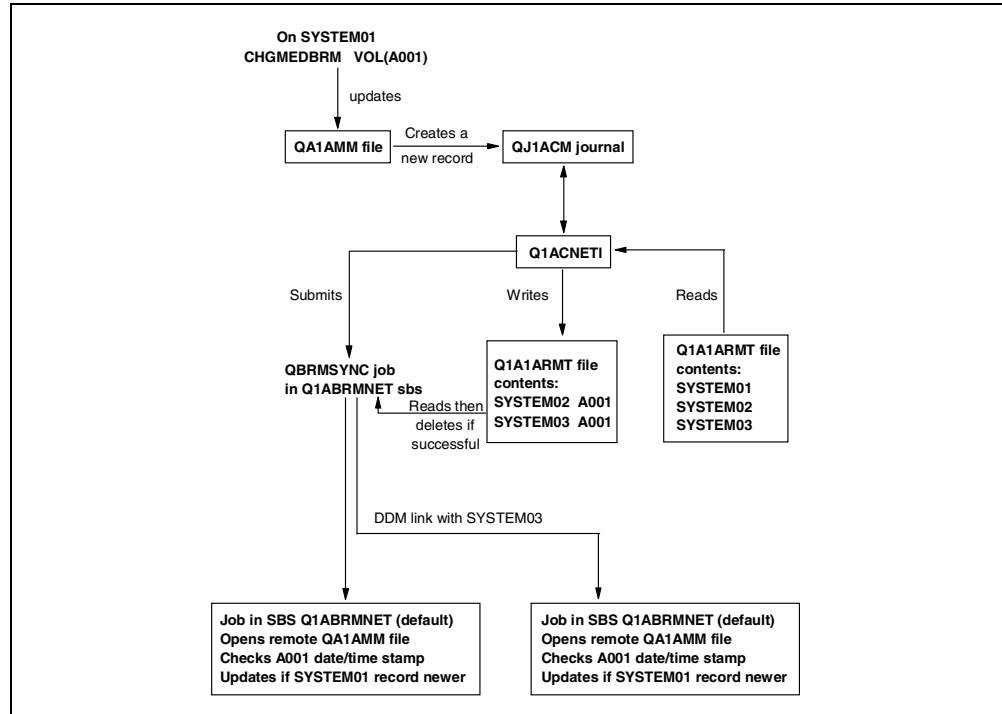 On SYSTEM01
CHGMEDBRM VOL(A001)
updates
QA1AMM file
Creates a
new record
QJ1ACM journal
Q1ACNETI
Submits
Writes
Reads
QBRMSYNC job
in Q1ABRMNET sbs
Reads then
deletes if
successful
Q1A1ARMT file
contents:
SYSTEM02 A001
SYSTEM03 A001
Q1A1ARMT file
contents:
SYSTEM01
SYSTEM02
SYSTEM03
DDM link with SYSTEM03
Job in SBS Q1ABRMNET (default)
Opens remote QA1AMM file
Checks A001 date/time stamp
Updates if SYSTEM01 record newer
Job in SBS Q1ABRMNET (default)
Opens remote QA1AMM file
Checks A001 date/time stamp
Updates if SYSTEM01 record newer